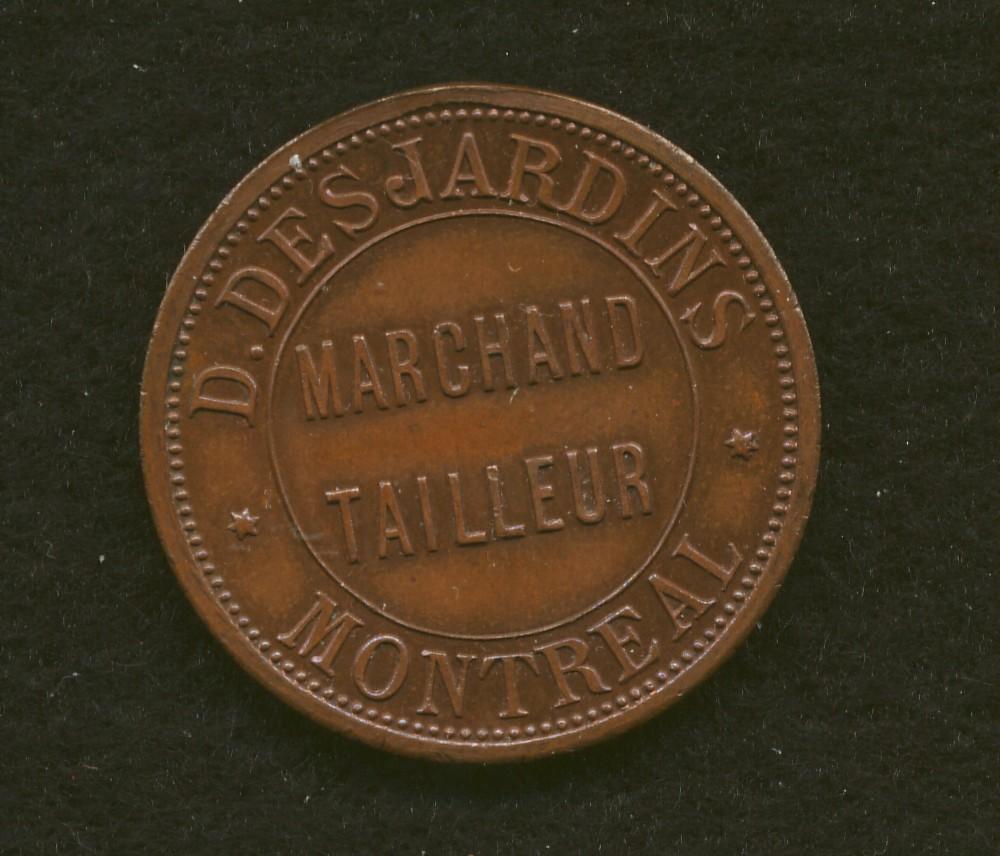 D. DESJARDINS
MARCHAND
TAILLEUR
MONTREAL